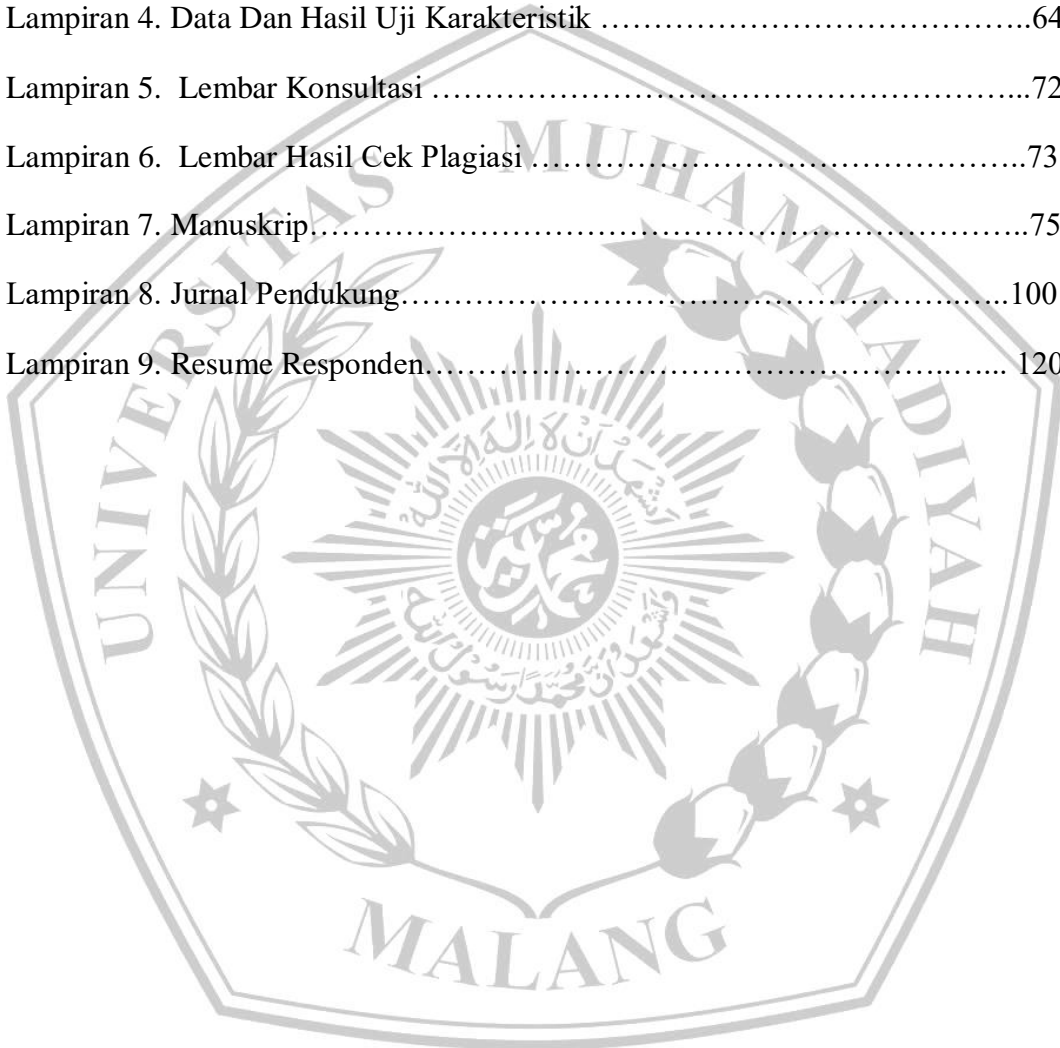 Lampiran 4. Data Dan Hasil Uji Karakteristik …………………………………..64
Lampiran 5.  Lembar Konsultasi …………………………………………………...72
Lampiran 6.  Lembar Hasil Cek Plagiasi …………………………………………..73
Lampiran 7. Manuskrip……………………………………………………………..75
Lampiran 8. Jurnal Pendukung…………………………………………………..100
Lampiran 9. Resume Responden……………………………………………..…... 120
UNIVERSITAS MUHAMMADIYAH
MALANG